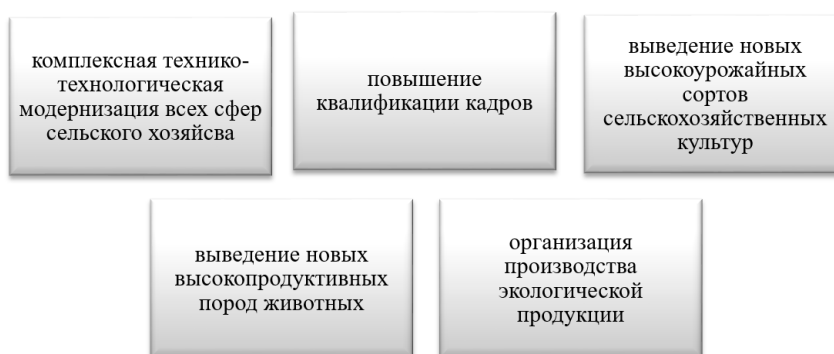 комплексная технико-
технологическая
модернизация всех сфер
сельского хозяйсва
повышение
квалификации кадров
выведение новых
высокоурожайных
сортов
сельскохозяйственных
культур
выведение новых
высокопродуктивных
пород животных
организация
производства
экологической
продукции